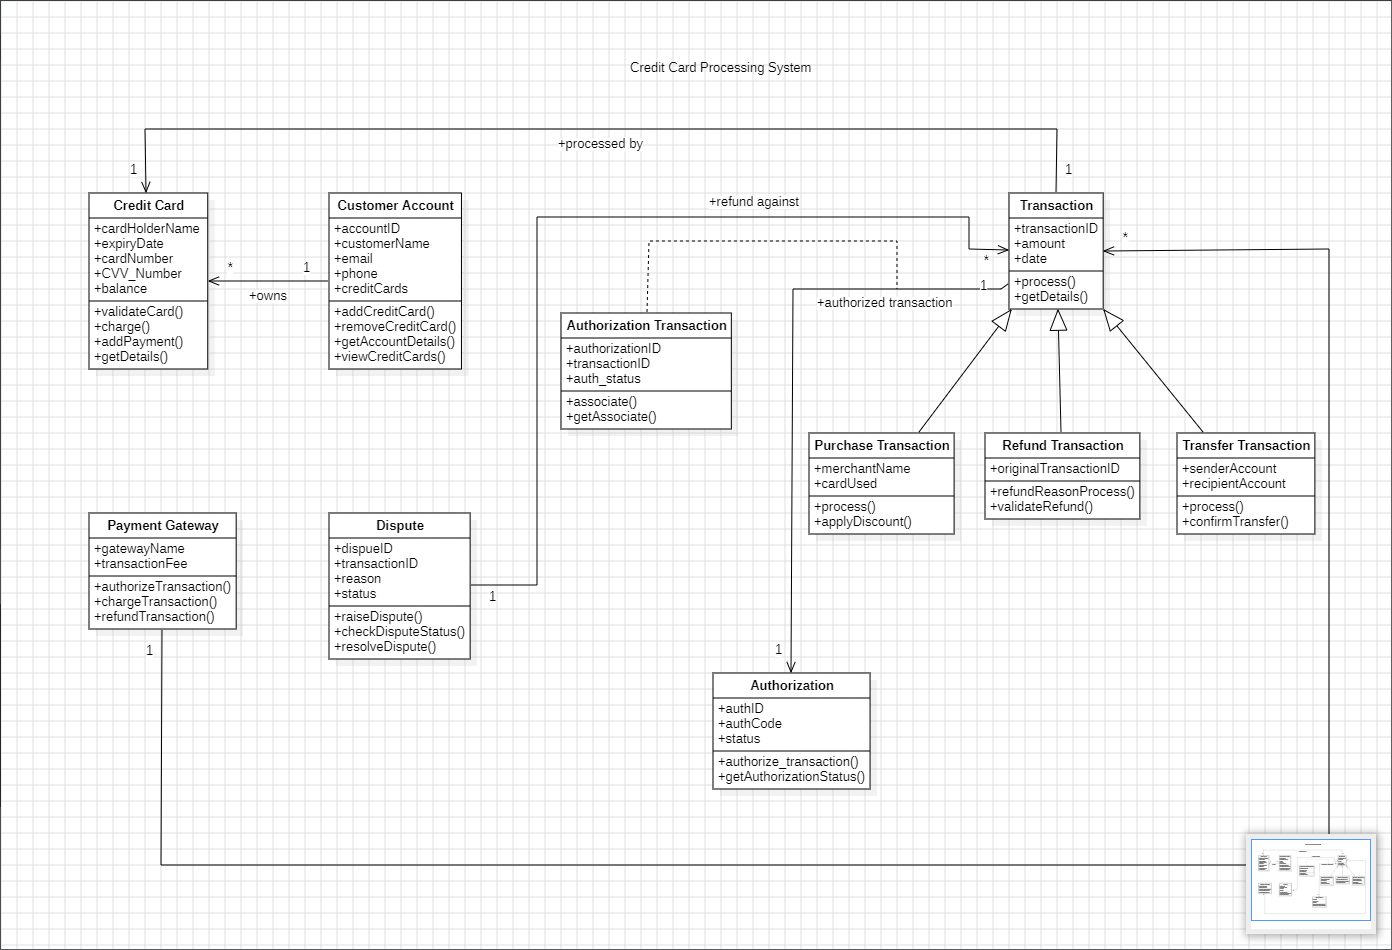 Credit Card Processing System
+processed by
1
1
Credit Card
+cardHolderName
+expiryDate
+cardNumber
+CVV_Number
+balance
+validateCard()
+charge()
+addPayment()
+getDetails()
*
1
+owns
Customer Account
+accountID
+customerName
+email
+phone
+creditCards
+addCreditCard()
+removeCreditCard()
+getAccountDetails()
+viewCreditCards()
+refund against
*
Transaction
+transactionID
+amount
+date
+process()
+getDetails()
*
1
+authorized transaction
Authorization Transaction
+authorizationID
+transactionID
+auth_status
+associate()
+getAssociate()
Purchase Transaction
+merchantName
+cardUsed
+process()
+applyDiscount()
Refund Transaction
+originalTransactionID
+refundReasonProcess()
+validateRefund()
Transfer Transaction
+senderAccount
+recipientAccount
+process()
+confirmTransfer()
Payment Gateway
+gatewayName
+transactionFee
+authorizeTransaction()
+chargeTransaction()
+refundTransaction()
1
Dispute
+dispueID
+transactionID
+reason
+status
+raiseDispute()
+checkDisputeStatus()
+resolveDispute()
1
1
Authorization
+authID
+authCode
+status
+authorize_transaction()
+getAuthorizationStatus()